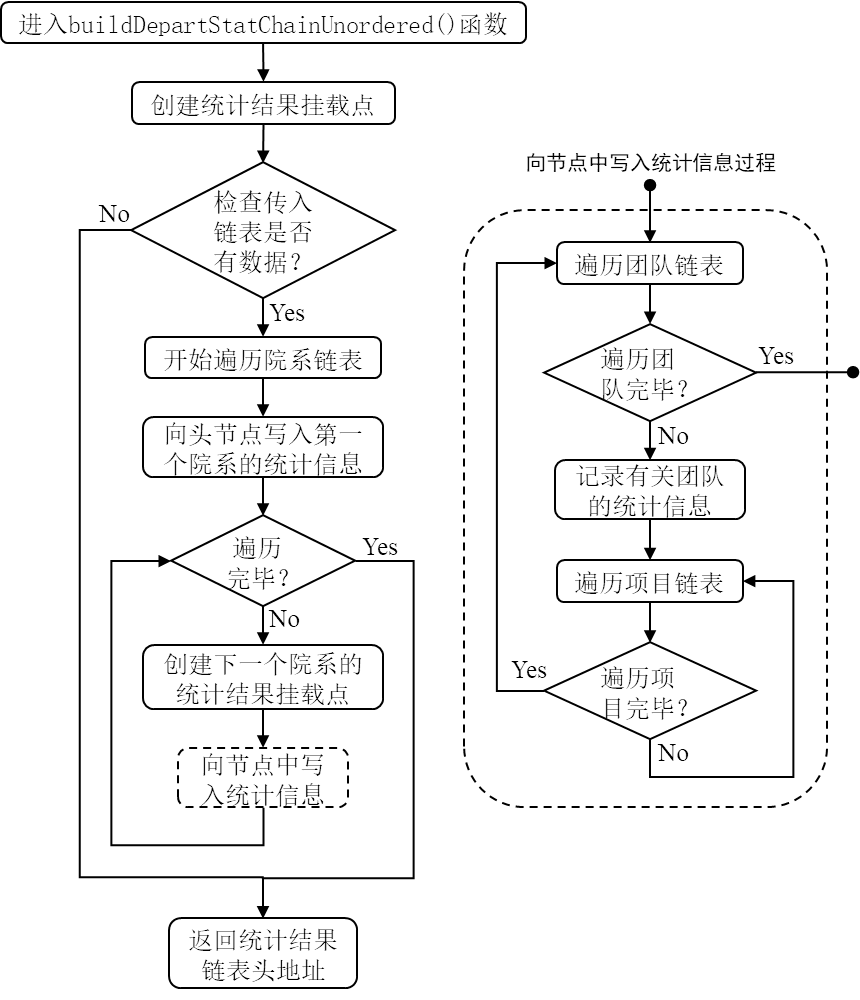 进入buildDepartStatChainUnordered()函数
创建统计结果挂载点
检查传入
链表是否
有数据？
No
Yes
开始遍历院系链表
向头节点写入第一
个院系的统计信息
遍历
完毕？
Yes
No
创建下一个院系的
统计结果挂载点
向节点中写
入统计信息
返回统计结果
链表头地址
向节点中写入统计信息过程
遍历团队链表
遍历团
队完毕？
Yes
No
记录有关团队
的统计信息
遍历项目链表
遍历项
目完毕？
Yes
No